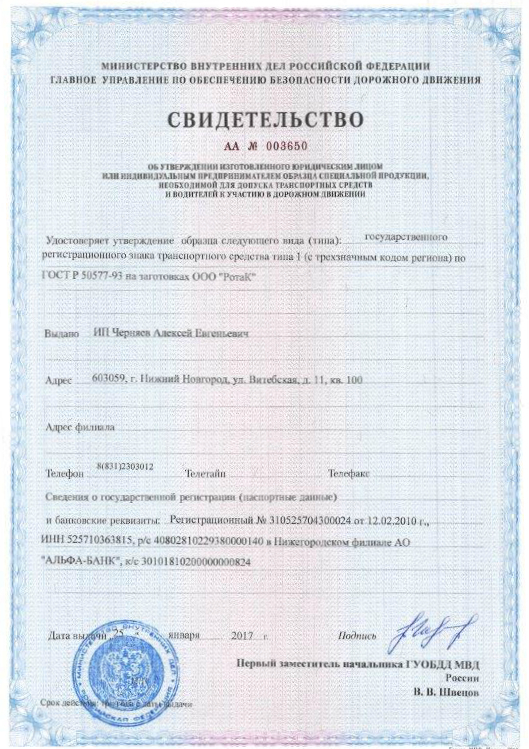 МИНИСТЕРСТВО ВНУТРЕННИХ ДЕЛ РОССИЙСКОЙ ФЕДЕРАЦИИ
ГЛАВНОЕ УПРАВЛЕНИЕ ПО ОБЕСПЕЧЕНИЮ БЕЗОПАСНОСТИ ДОРОЖНОГО ДВИЖЕНИЯ
СВИДЕТЕЛЬСТВО
АА № 003650
ОБ УТВЕРЖДЕНИИ ИЗГОТОВЛЕННОГО ЮРИДИЧЕСКИМ ЛИЦОМ
ИЛИ ИНДИВИДУАЛЬНЫМ ПРЕДПРИНИМАТЕЛЕМ ОБРАЗЦА СПЕЦИАЛЬНОЙ ПРОДУКЦИИ,
НЕОБХОДИМОЙ ДЛЯ ДОПУСКА ТРАНСПОРТНЫХ СРЕДСТВ
И ВОДИТЕЛЕЙ К УЧАСТИЮ В ДОРОЖНОМ ДВИЖЕНИИ
Удостоверяет утверждение образца следующего вида (типа): государственного
регистрационного знака транспортного средства типа 1 (с трехзначным кодом региона) по
ГОСТ Р 50577-93 на заготовках ООО "РотаК"
Выдано ИП Черняев Алексей Евгеньевич
Адрес 603059, г. Нижний Новгород, ул. Витебская, д. 11, кв. 100
Адрес филиала
Телефон 8(831)2303012 Телетайп Телефакс
Сведения о государственной регистрации (паспортные данные)
и банковские реквизиты: Регистрационный № 310525704300024 от 12.02.2010 г.,
ИНН 525710363815, р/с 40802810229380000140 в Нижегородском филиале АО
"АЛЬФА-БАНК", к/с 30101810200000000824
Дата выдачи 25 января 2017 г. Подпись
Первый заместитель начальника ГУОБДД МВД
России
В. В. Швецов
Срок действия: с даты выдачи